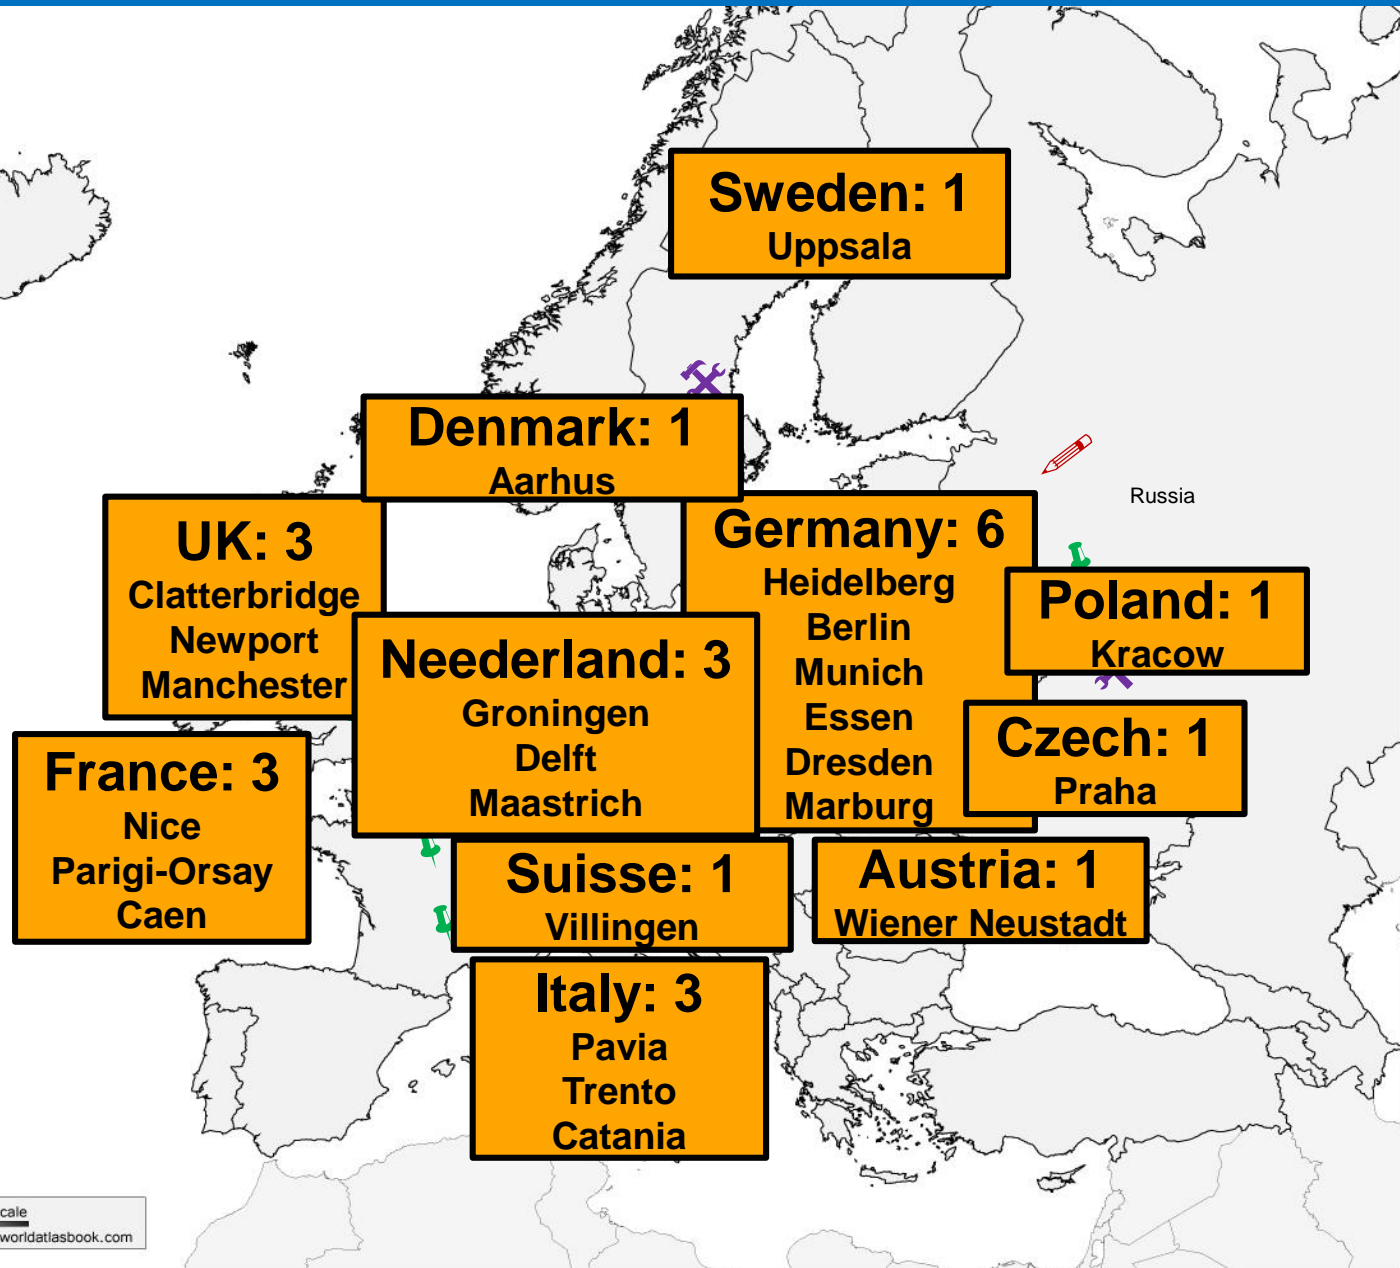 Sweden: 1
Uppsala
Denmark: 1
Aarhus
Russia
UK: 3
Clatterbridge
Newport
Manchester
Germany: 6
Heidelberg
Berlin
Munich
Essen
Dresden
Marburg
Poland: 1
Kracow
Neederland: 3
Groningen
Delft
Maastrich
Czech: 1
Praha
France: 3
Nice
Parigi-Orsay
Caen
Suisse: 1
Villingen
Austria: 1
Wiener Neustadt
Italy: 3
Pavia
Trento
Catania
cale
worldatlasbook.com